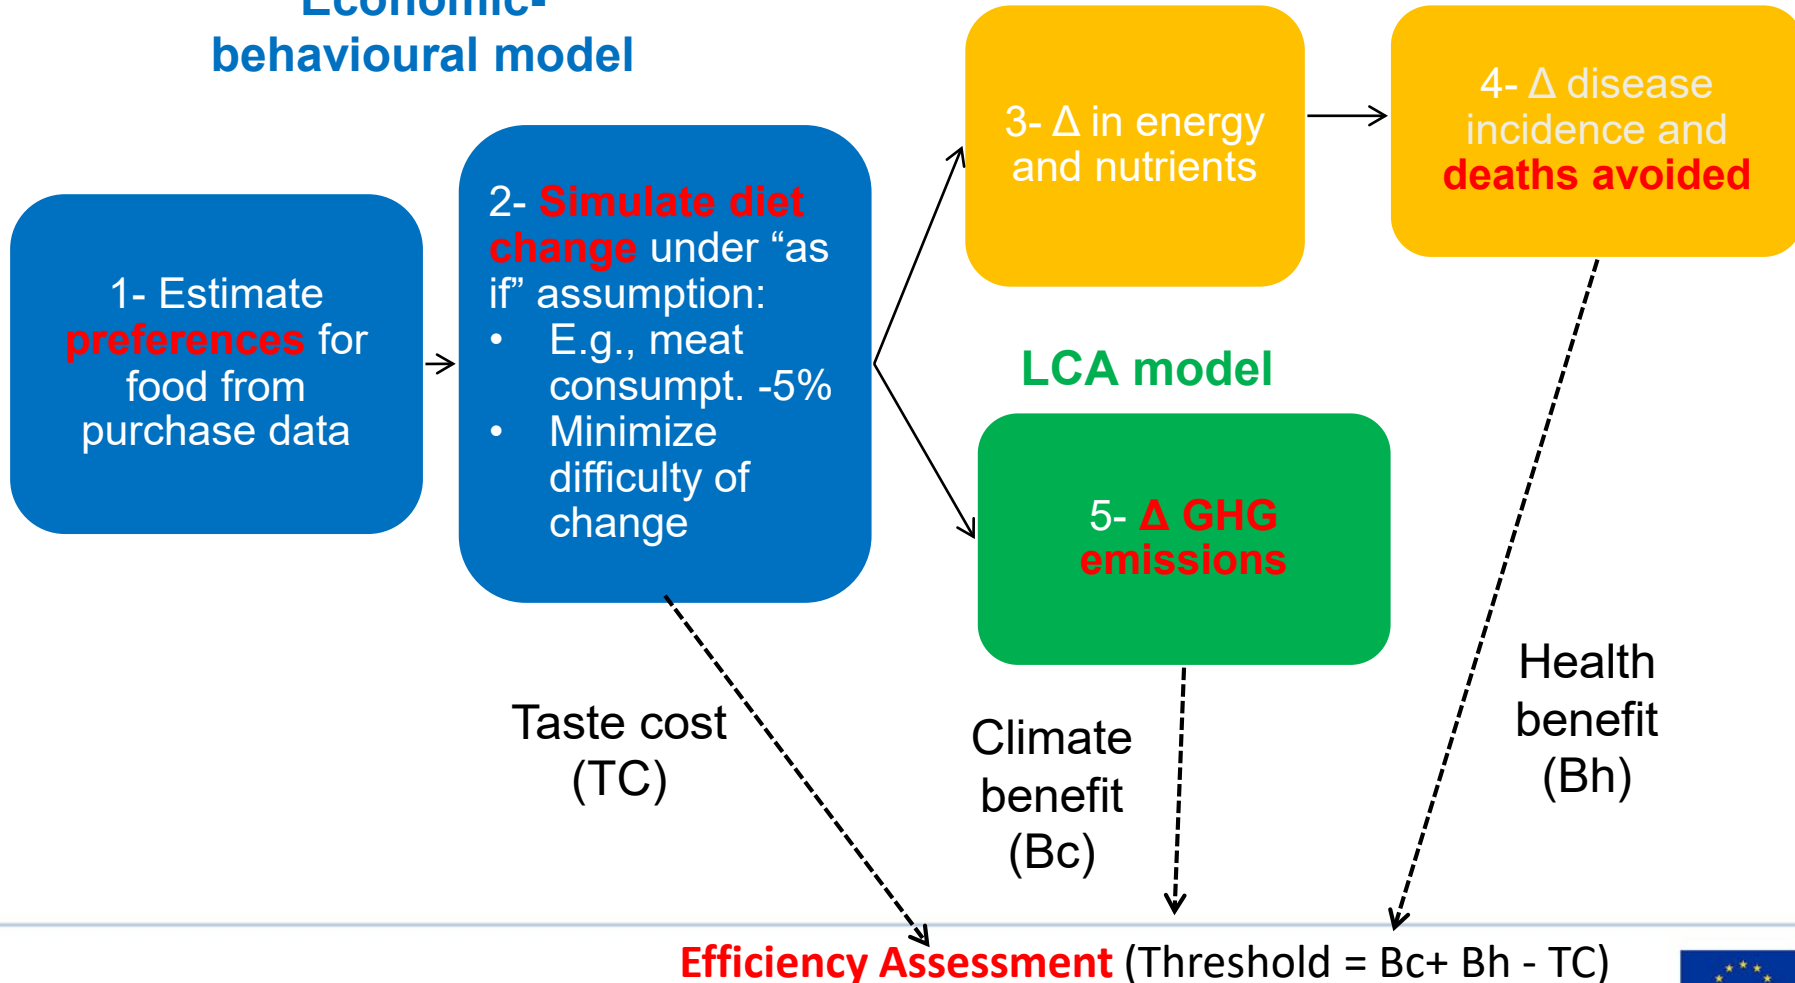 Economic-
behavioural model
1- Estimate
preferences for
food from
purchase data
2- Simulate diet
change under “as
if” assumption:
• E.g., meat
consumpt. -5%
• Minimize
difficulty of
change
3- Δ in energy
and nutrients
4- Δ disease
incidence and
deaths avoided
LCA model
5- Δ GHG
emissions
Taste cost
(TC)
Climate
benefit
(Bc)
Health
benefit
(Bh)
Efficiency Assessment (Threshold = Bc+ Bh - TC)